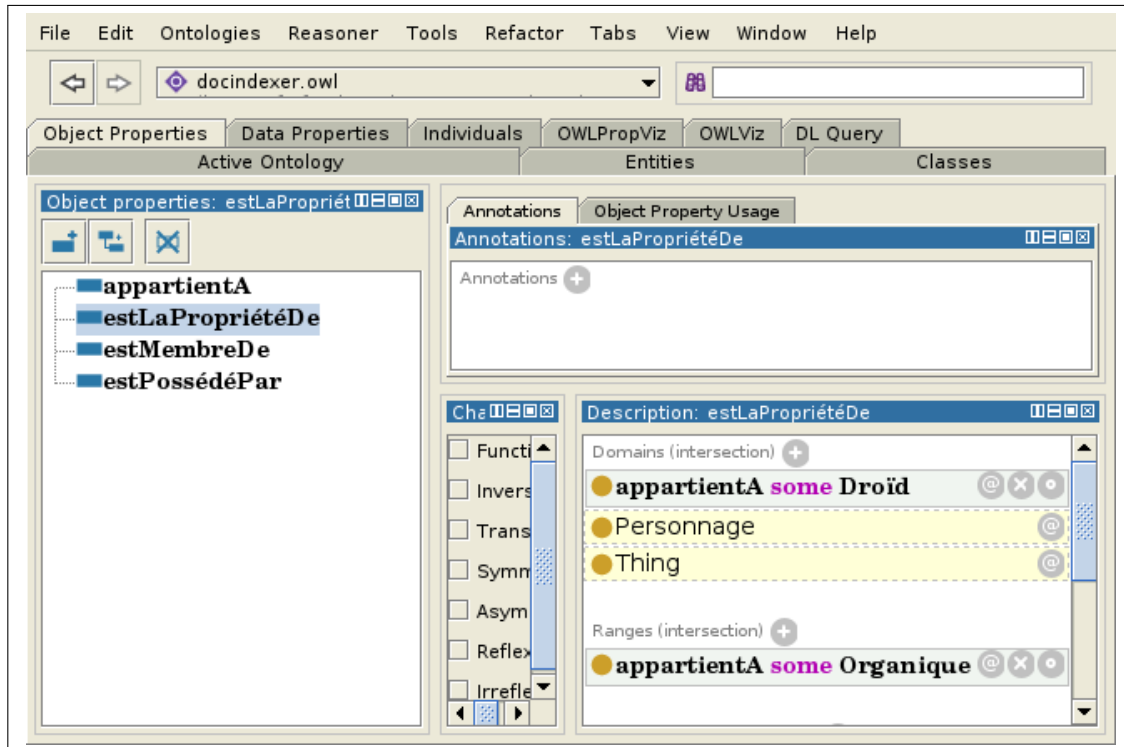 File Edit Ontologies Reasoner Tools Refactor Tabs View Window Help
docindexer.owl
Object Properties Data Properties Individuals OWLPropViz OWLViz DL Query
Active Ontology Entities Classes
Object properties: estLaPropriét
appartientA
estLaPropriétéDe
estMembreDe
estPossédéPar
Annotations Object Property Usage
Annotations: estLaPropriétéDe
Annotations
Cha
Functi
Invers
Trans
Symm
Asym
Reflex
Irrefle
Description: estLaPropriétéDe
Domains (intersection)
appartientA some Droïd
Personnage
Thing
Ranges (intersection)
appartientA some Organique